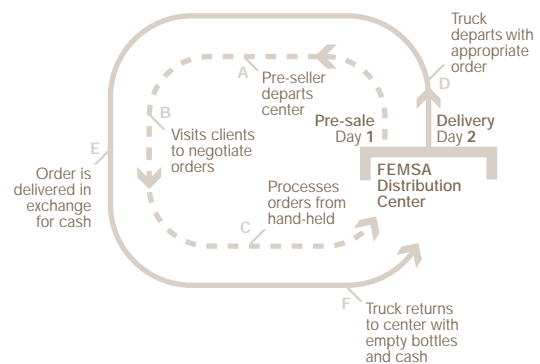 Truck
departs with
appropriate
order
D
A
Pre-seller
departs
center
B
Visits clients
to negotiate
orders
Pre-sale
Day 1
Delivery
Day 2
E
Order is
delivered in
exchange
for cash
FEMSA
Distribution
Center
Processes
orders from
hand-held
C
F
Truck returns
to center with
empty bottles
and cash